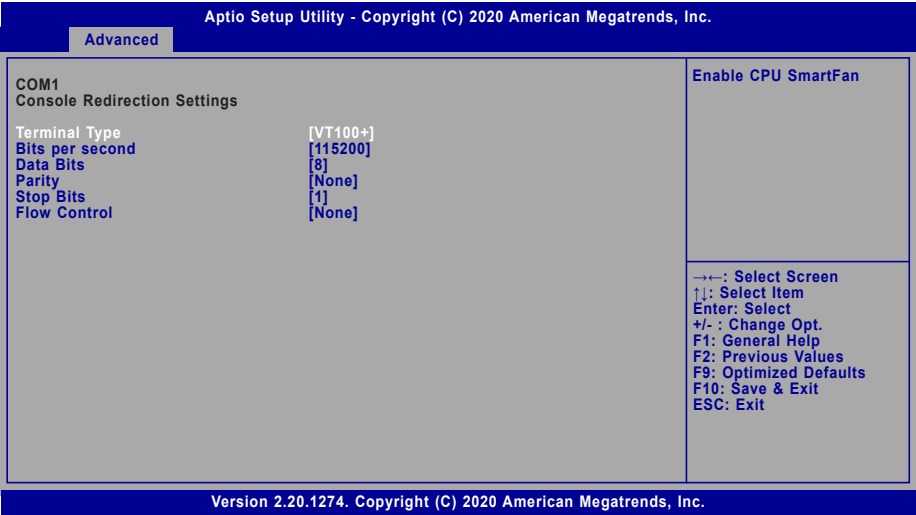 Aptio Setup Utility - Copyright (C) 2020 American Megatrends, Inc.
Advanced
COM1
Console Redirection Settings
Terminal Type [VT100+]
Bits per second [115200]
Data Bits [8]
Parity [None]
Stop Bits [1]
Flow Control [None]
Enable CPU SmartFan
→←: Select Screen
↑↓: Select Item
Enter: Select
+/- : Change Opt.
F1: General Help
F2: Previous Values
F9: Optimized Defaults
F10: Save & Exit
ESC: Exit
Version 2.20.1274. Copyright (C) 2020 American Megatrends, Inc.